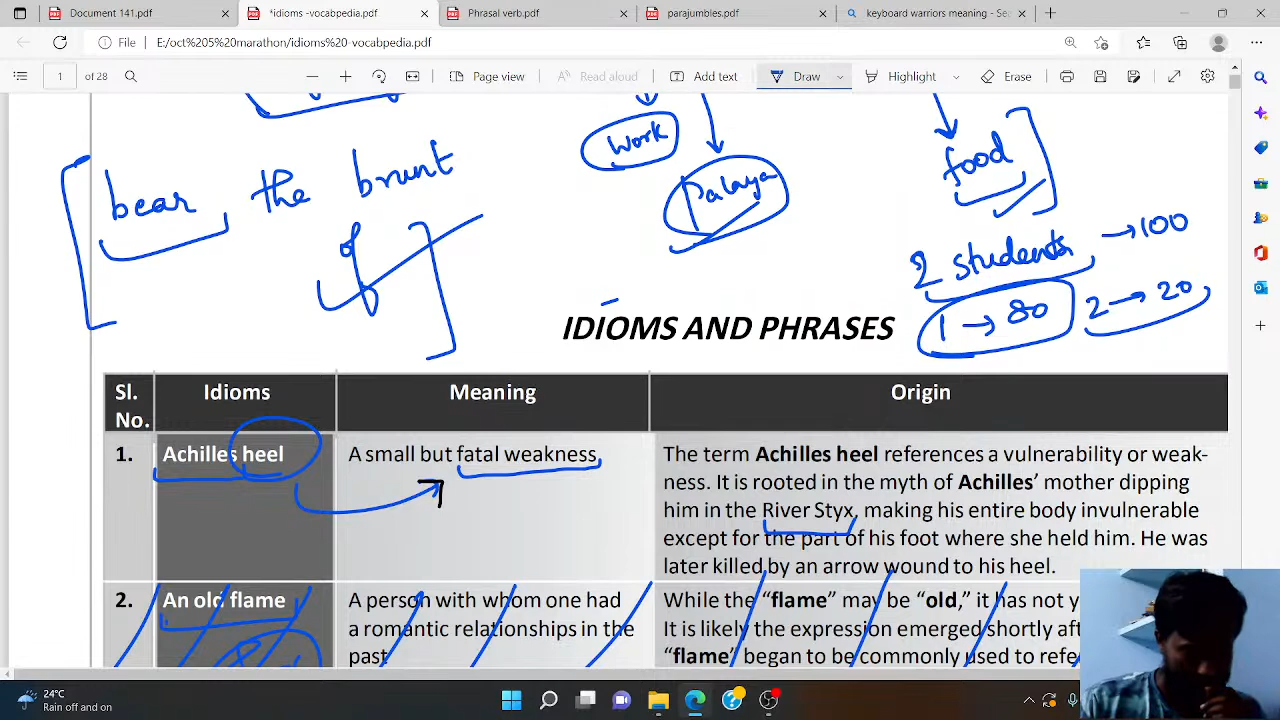 Document 141.pdf
*idioms -vocabpedia.pdf
Phrasal verb.pdf
parajumbles.pdf
keyboard warriors meaning - Se
File
E:/oct%205%20marathon/idioms%20-vocabpedia.pdf
1 of 28
Page view
Read aloud
Add text
Draw
Highlight
Erase
work
Palaya
food
bear the brunt
of
2 students → 100
1 → 80
2 → 20
IDIOMS AND PHRASES
Sl. No.
Idioms
Meaning
Origin
1.
Achilles heel
A small but fatal weakness,
The term Achilles heel references a vulnerability or weak-
ness. It is rooted in the myth of Achilles’ mother dipping
him in the River Styx, making his entire body invulnerable
except for the part of his foot where she held him. He was
later killed by an arrow wound to his heel.
2.
An old flame
A person with whom one had
a romantic relationships in the
past
While the “flame” may be “old,” it has not y
It is likely the expression emerged shortly aft
“flame” began to be commonly used to refe
24°C
Rain off and on